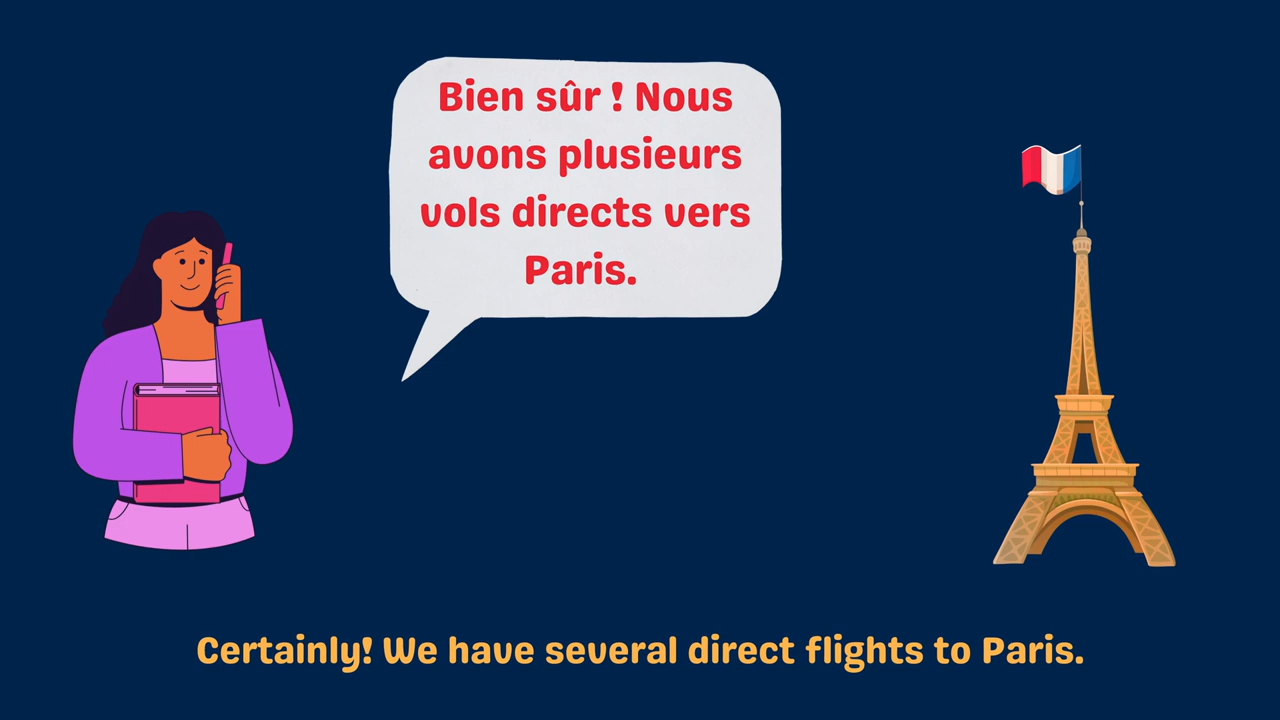 Bien sûr ! Nous
avons plusieurs
vols directs vers
Paris.
Certainly! We have several direct flights to Paris.